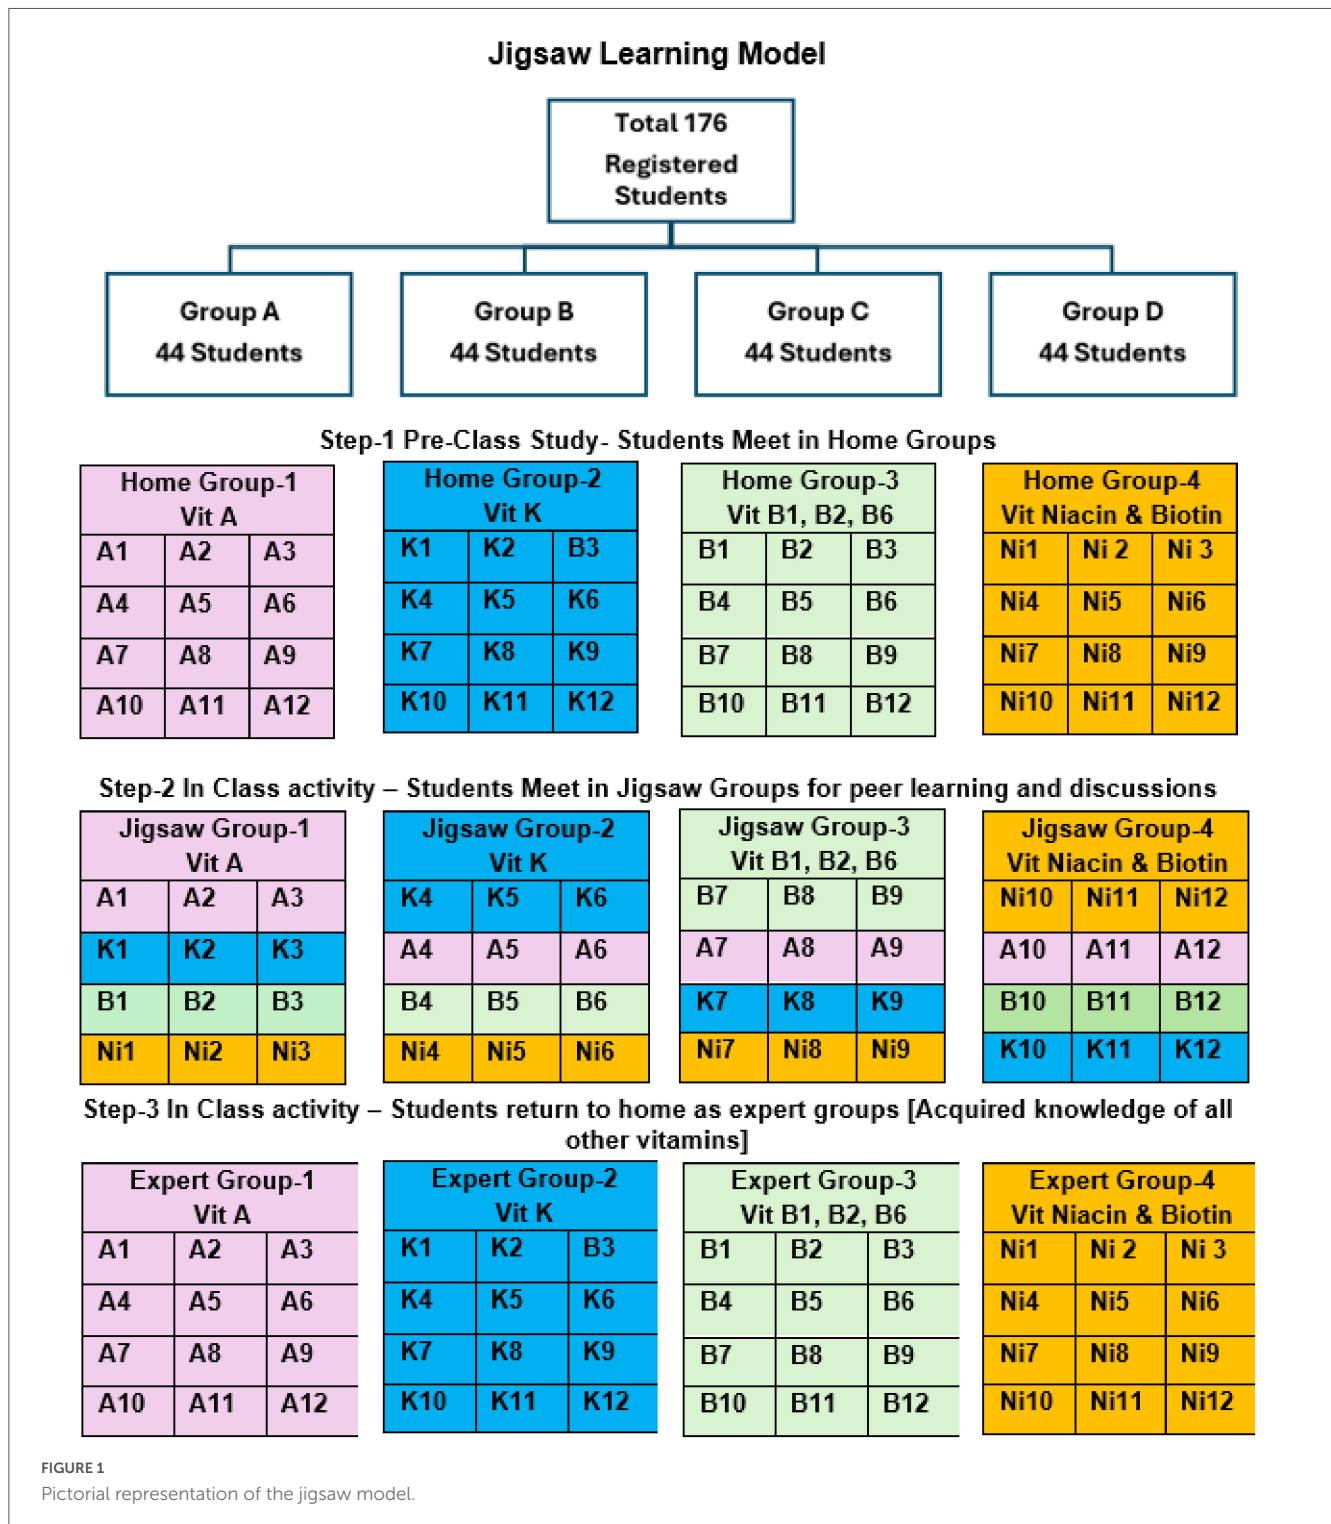 Jigsaw Learning Model
Total 176
Registered
Students
Group A
44 Students
Group B
44 Students
Group C
44 Students
Group D
44 Students
Step-1 Pre-Class Study- Students Meet in Home Groups
Home Group-1
Vit A
A1 A2 A3
A4 A5 A6
A7 A8 A9
A10 A11 A12
Home Group-2
Vit K
K1 K2 B3
K4 K5 K6
K7 K8 K9
K10 K11 K12
Home Group-3
Vit B1, B2, B6
B1 B2 B3
B4 B5 B6
B7 B8 B9
B10 B11 B12
Home Group-4
Vit Niacin & Biotin
Ni1 Ni 2 Ni 3
Ni4 Ni5 Ni6
Ni7 Ni8 Ni9
Ni10 Ni11 Ni12
Step-2 In Class activity – Students Meet in Jigsaw Groups for peer learning and discussions
Jigsaw Group-1
Vit A
A1 A2 A3
K1 K2 K3
B1 B2 B3
Ni1 Ni2 Ni3
Jigsaw Group-2
Vit K
K4 K5 K6
A4 A5 A6
B4 B5 B6
Ni4 Ni5 Ni6
Jigsaw Group-3
Vit B1, B2, B6
B7 B8 B9
A7 A8 A9
K7 K8 K9
Ni7 Ni8 Ni9
Jigsaw Group-4
Vit Niacin & Biotin
Ni10 Ni11 Ni12
A10 A11 A12
B10 B11 B12
K10 K11 K12
Step-3 In Class activity – Students return to home as expert groups [Acquired knowledge of all
other vitamins]
Expert Group-1
Vit A
A1 A2 A3
A4 A5 A6
A7 A8 A9
A10 A11 A12
Expert Group-2
Vit K
K1 K2 B3
K4 K5 K6
K7 K8 K9
K10 K11 K12
Expert Group-3
Vit B1, B2, B6
B1 B2 B3
B4 B5 B6
B7 B8 B9
B10 B11 B12
Expert Group-4
Vit Niacin & Biotin
Ni1 Ni 2 Ni 3
Ni4 Ni5 Ni6
Ni7 Ni8 Ni9
Ni10 Ni11 Ni12
FIGURE 1
Pictorial representation of the jigsaw model.